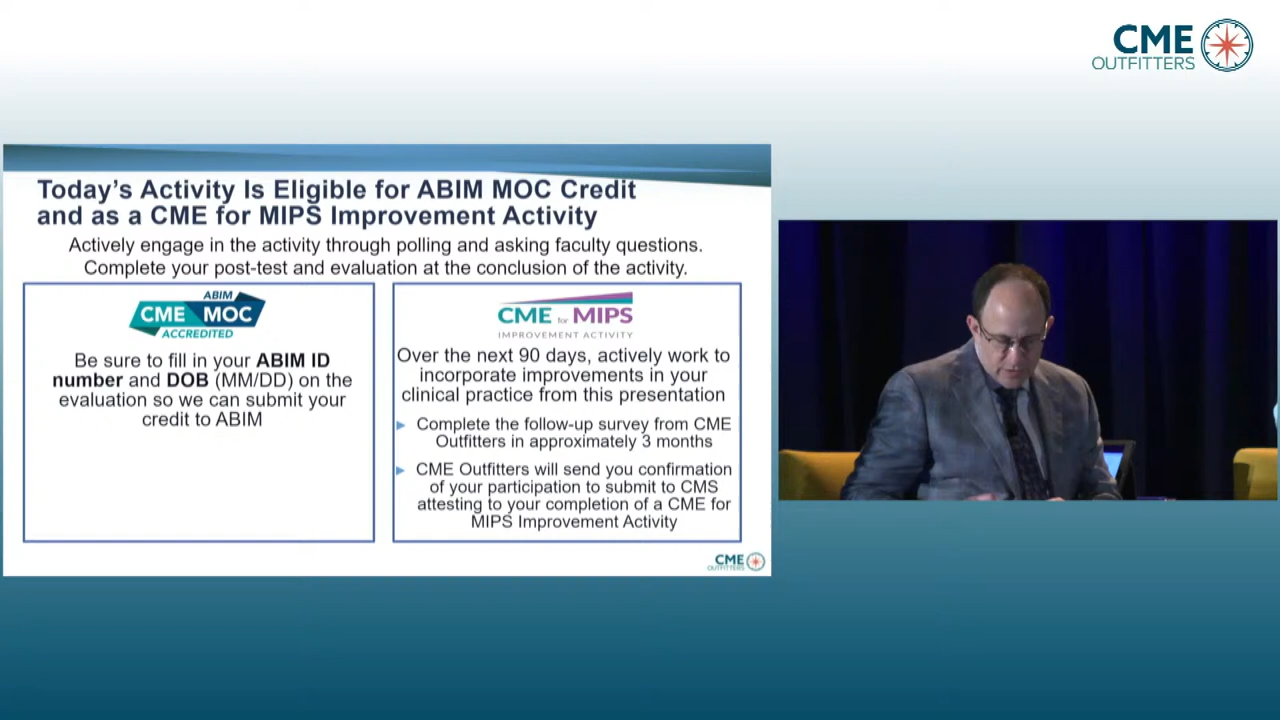 CME
OUTFITTERS
Today's Activity Is Eligible for ABIM MOC Credit
and as a CME for MIPS Improvement Activity
Actively engage in the activity through polling and asking faculty questions.
Complete your post-test and evaluation at the conclusion of the activity.
ABIM
CME MOC
ACCREDITED
Be sure to fill in your ABIM ID
number and DOB (MM/DD) on the
evaluation so we can submit your
credit to ABIM
CME for MIPS
IMPROVEMENT ACTIVITY
Over the next 90 days, actively work to
incorporate improvements in your
clinical practice from this presentation
Complete the follow-up survey from CME
Outfitters in approximately 3 months
CME Outfitters will send you confirmation
of your participation to submit to CMS
attesting to your completion of a CME for
MIPS Improvement Activity
CME
OUTFITTERS